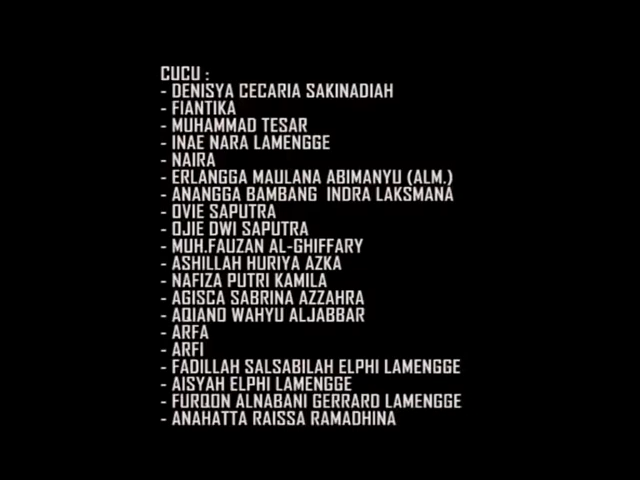 CUCU :
- DENISYA CECARIA SAKINADIAH
- FIANTIKA
- MUHAMMAD TESAR
- INAE NARA LAMENGGE
- NAIRA
- ERLANGGA MAULANA ABIMANYU (ALM.)
- ANANGGA BAMBANG INDRA LAKSMANA
- OVIE SAPUTRA
- OJIE DWI SAPUTRA
- MUH.FAUZAN AL-GHIFFARY
- ASHILLAH HURIYA AZKA
- NAFIZA PUTRI KAMILA
- AGISCA SABRINA AZZAHRA
- AQIANO WAHYU ALJABBAR
- ARFA
- ARFI
- FADILLAH SALSABILAH ELPHI LAMENGGE
- AISYAH ELPHI LAMENGGE
- FURQON ALNABANI GERRARD LAMENGGE
- ANAHATTA RAISSA RAMADHINA